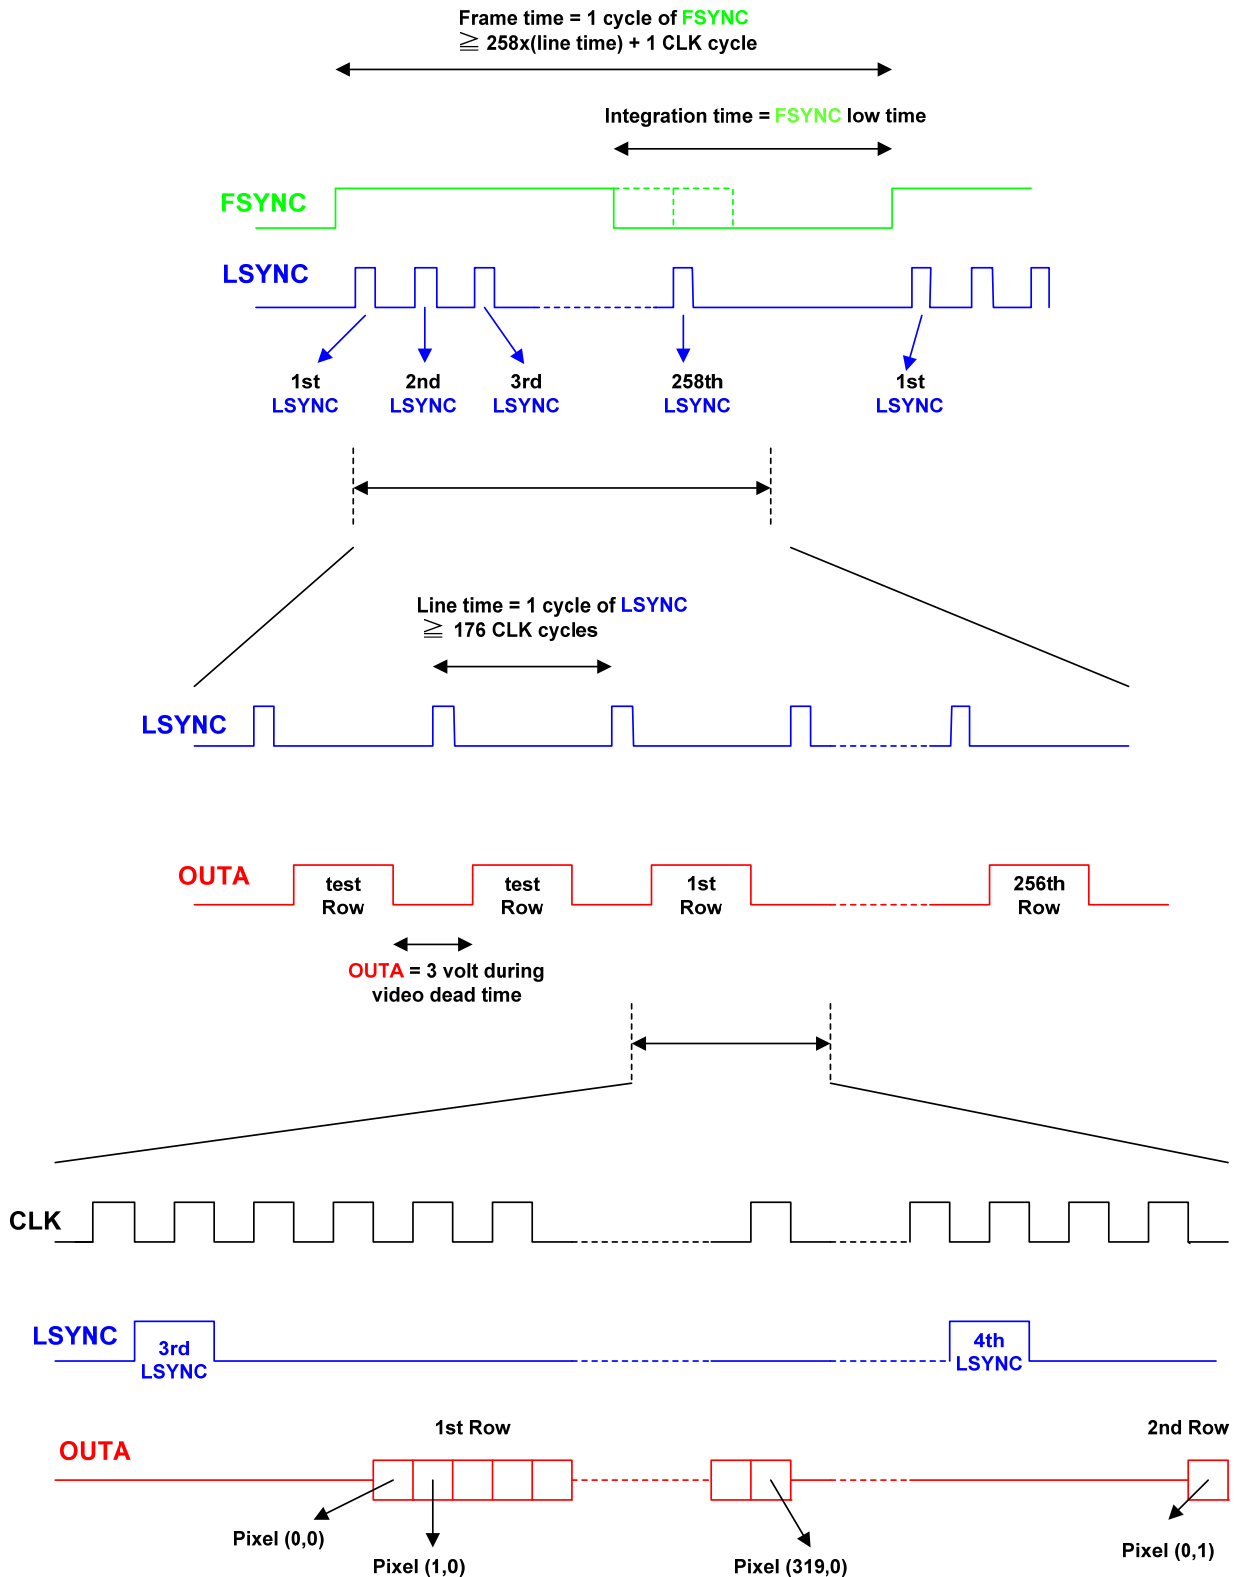 Frame time = 1 cycle of FSYNC
≧ 258x(line time) + 1 CLK cycle
Integration time = FSYNC low time
FSYNC
LSYNC
1st
LSYNC
2nd
LSYNC
3rd
LSYNC
258th
LSYNC
1st
LSYNC
Line time = 1 cycle of LSYNC
≧ 176 CLK cycles
LSYNC
OUTA
test
Row
test
Row
1st
Row
256th
Row
OUTA = 3 volt during
video dead time
CLK
LSYNC
3rd
LSYNC
4th
LSYNC
1st Row
2nd Row
OUTA
Pixel (0,0)
Pixel (1,0)
Pixel (319,0)
Pixel (0,1)